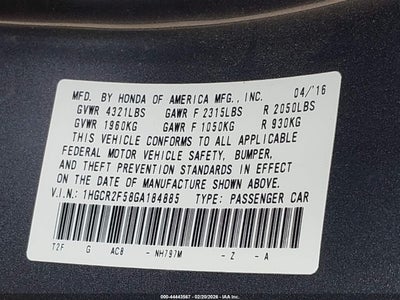 MFD. BY HONDA OF AMERICA MFG., INC. 04/'16
GVWR 4321LBS GAWR F 2315LBS R 2050LBS
GVWR 1960KG GAWR F 1050KG R 930KG
THIS VEHICLE CONFORMS TO ALL APPLICABLE
FEDERAL MOTOR VEHICLE SAFETY, BUMPER,
AND THEFT PREVENTION STANDARDS IN EFFECT
ON THE DATE OF MANUFACTURE SHOWN ABOVE.
V.I.N.: 1HGCR2F58GA184885 TYPE: PASSENGER CAR
T2F G AC8 - NH797M - Z - A
000-44443567 - 02/20/2026 - IAAI.COM